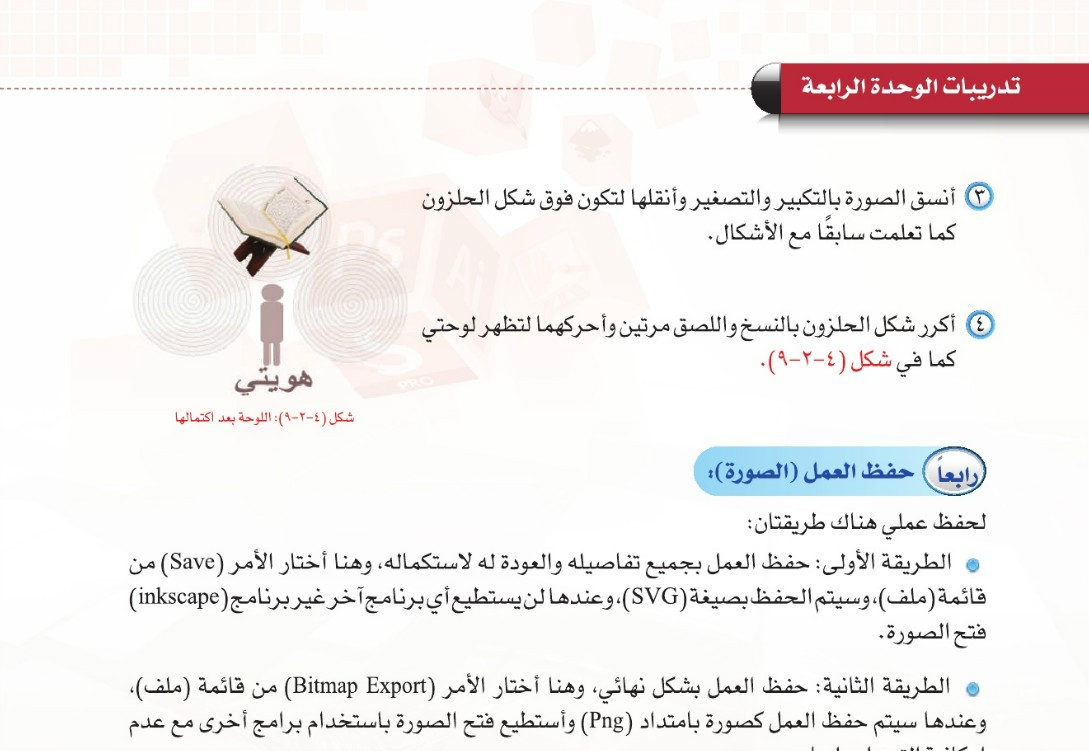 تدريبات الوحدة الرابعة
٣ أنسق الصورة بالتكبير والتصغير وأنقلها لتكون فوق شكل الحلزون
كما تعلمت سابقًا مع الأشكال.
٤ أكرر شكل الحلزون بالنسخ واللصق مرتين وأحركهما لتظهر لوحتي
كما في شكل (٤-٢-٩).
هويتي
شكل (٤-٢-٩): اللوحة بعد اكتمالها
رابعاً حفظ العمل (الصورة):
لحفظ عملي هناك طريقتان:
الطريقة الأولى: حفظ العمل بجميع تفاصيله والعودة له لاستكماله، وهنا أختار الأمر (Save) من
قائمة (ملف)، وسيتم الحفظ بصيغة (SVG)، وعندها لن يستطيع أي برنامج آخر غير برنامج (inkscape)
فتح الصورة.
الطريقة الثانية: حفظ العمل بشكل نهائي، وهنا أختار الأمر (Bitmap Export) من قائمة (ملف)،
وعندها سيتم حفظ العمل كصورة بامتداد (Png) وأستطيع فتح الصورة باستخدام برامج أخرى مع عدم
PS
Ai
PRO